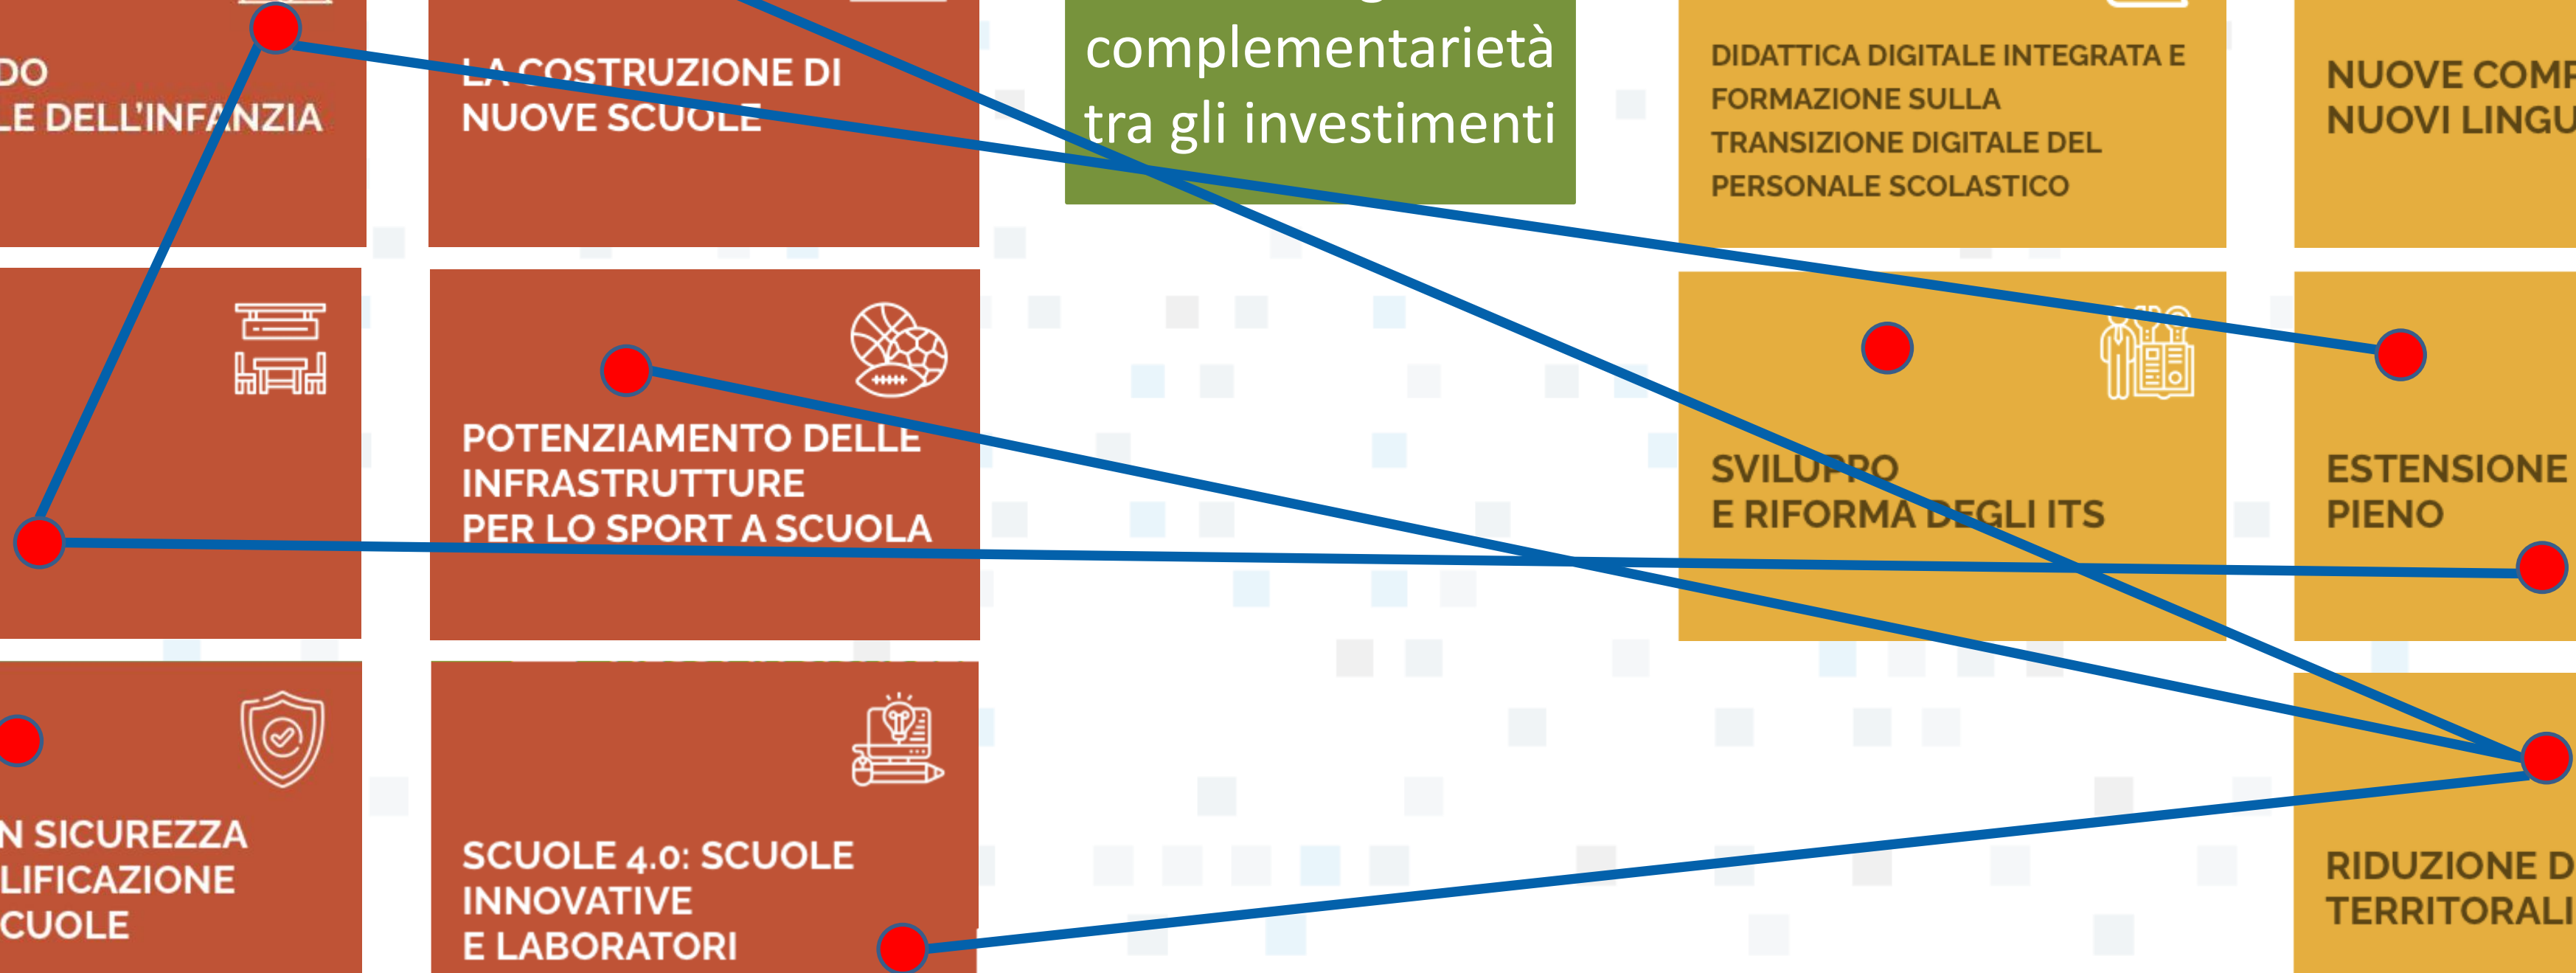 DO
LE DELL'INFANZIA
LA COSTRUZIONE DI
NUOVE SCUOLE
complementarietà
tra gli investimenti
DIDATTICA DIGITALE INTEGRATA E
FORMAZIONE SULLA
TRANSIZIONE DIGITALE DEL
PERSONALE SCOLASTICO
NUOVE COMP
NUOVI LINGU
POTENZIAMENTO DELLE
INFRASTRUTTURE
PER LO SPORT A SCUOLA
SVILUPPO
E RIFORMA DEGLI ITS
ESTENSIONE
PIENO
N SICUREZZA
LIFICAZIONE
CUOLE
SCUOLE 4.0: SCUOLE
INNOVATIVE
E LABORATORI
RIDUZIONE D
TERRITORALI